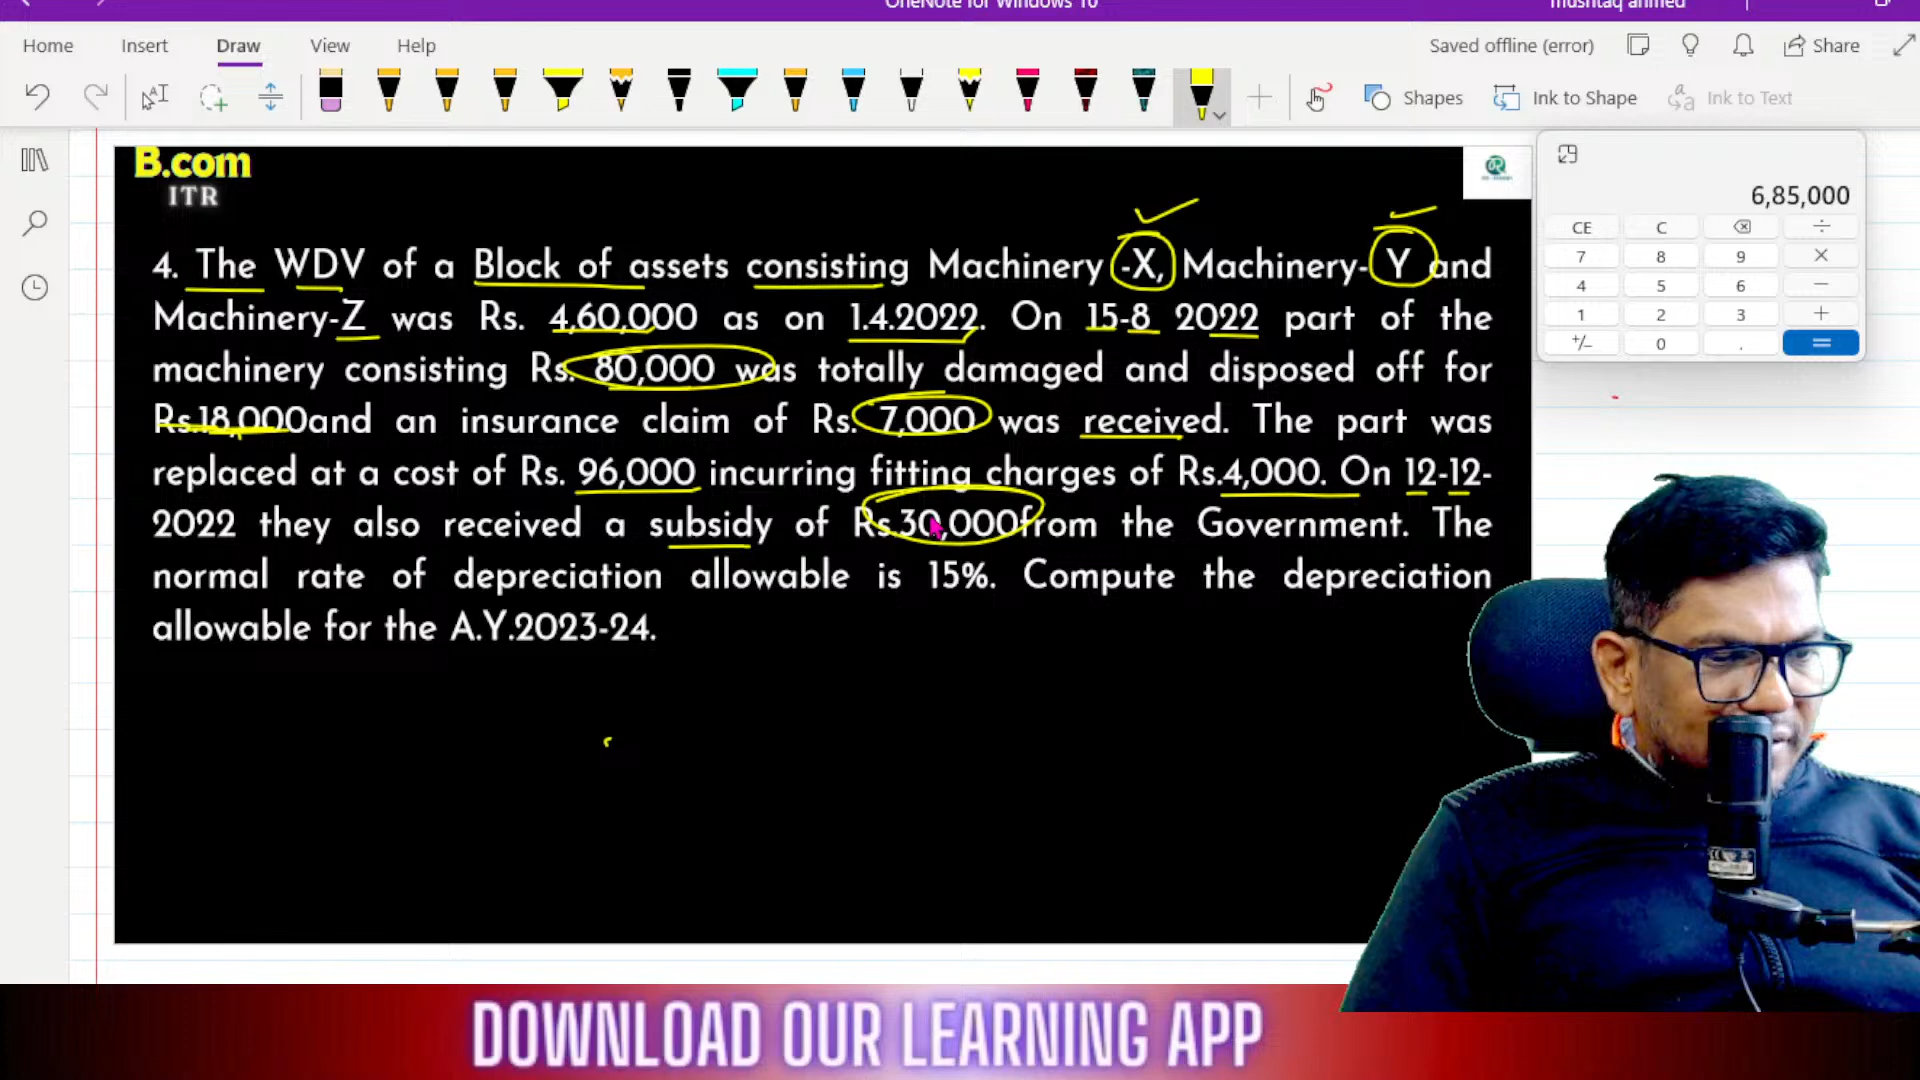 OneNote for Windows 10
mushtaq ahmed
Home Insert Draw View Help
Saved offline (error) Share
Shapes Ink to Shape Ink to Text
B.com
ITR
4. The WDV of a Block of assets consisting Machinery -X, Machinery- Y and
Machinery-Z was Rs. 4,60,000 as on 1.4.2022. On 15-8 2022 part of the
machinery consisting Rs. 80,000 was totally damaged and disposed off for
Rs.18,000and an insurance claim of Rs. 7,000 was received. The part was
replaced at a cost of Rs. 96,000 incurring fitting charges of Rs.4,000. On 12-12-
2022 they also received a subsidy of Rs.30,000from the Government. The
normal rate of depreciation allowable is 15%. Compute the depreciation
allowable for the A.Y.2023-24.
6,85,000
CE C ⌫ ÷
7 8 9 ×
4 5 6 −
1 2 3 +
+/− 0 . =
DOWNLOAD OUR LEARNING APP